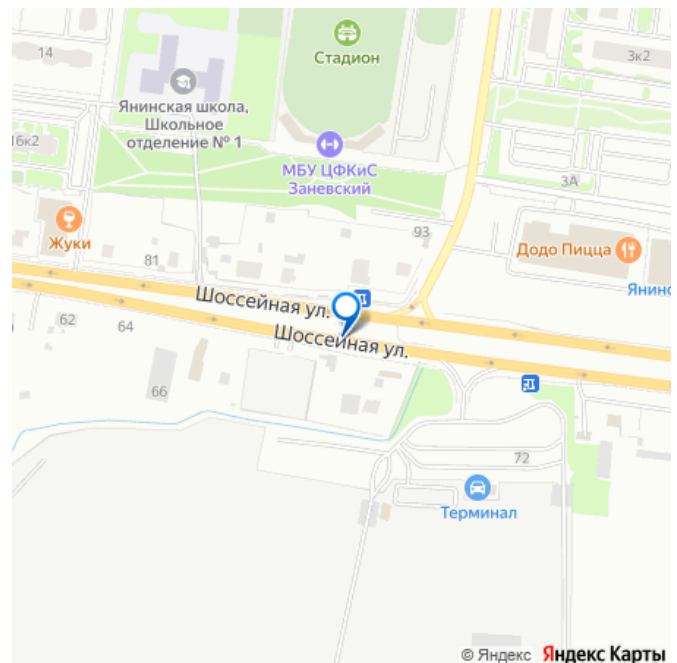 Стадион
14
3к2
Янинская школа,
Школьное
отделение № 1
16к2
МБУ ЦФКиС
Заневский
3А
Жуки
93
Додо Пицца
81
Янинс
Шоссейная ул.
62
64
Шоссейная ул.
66
72
Терминал
© Яндекс Яндекс Карты